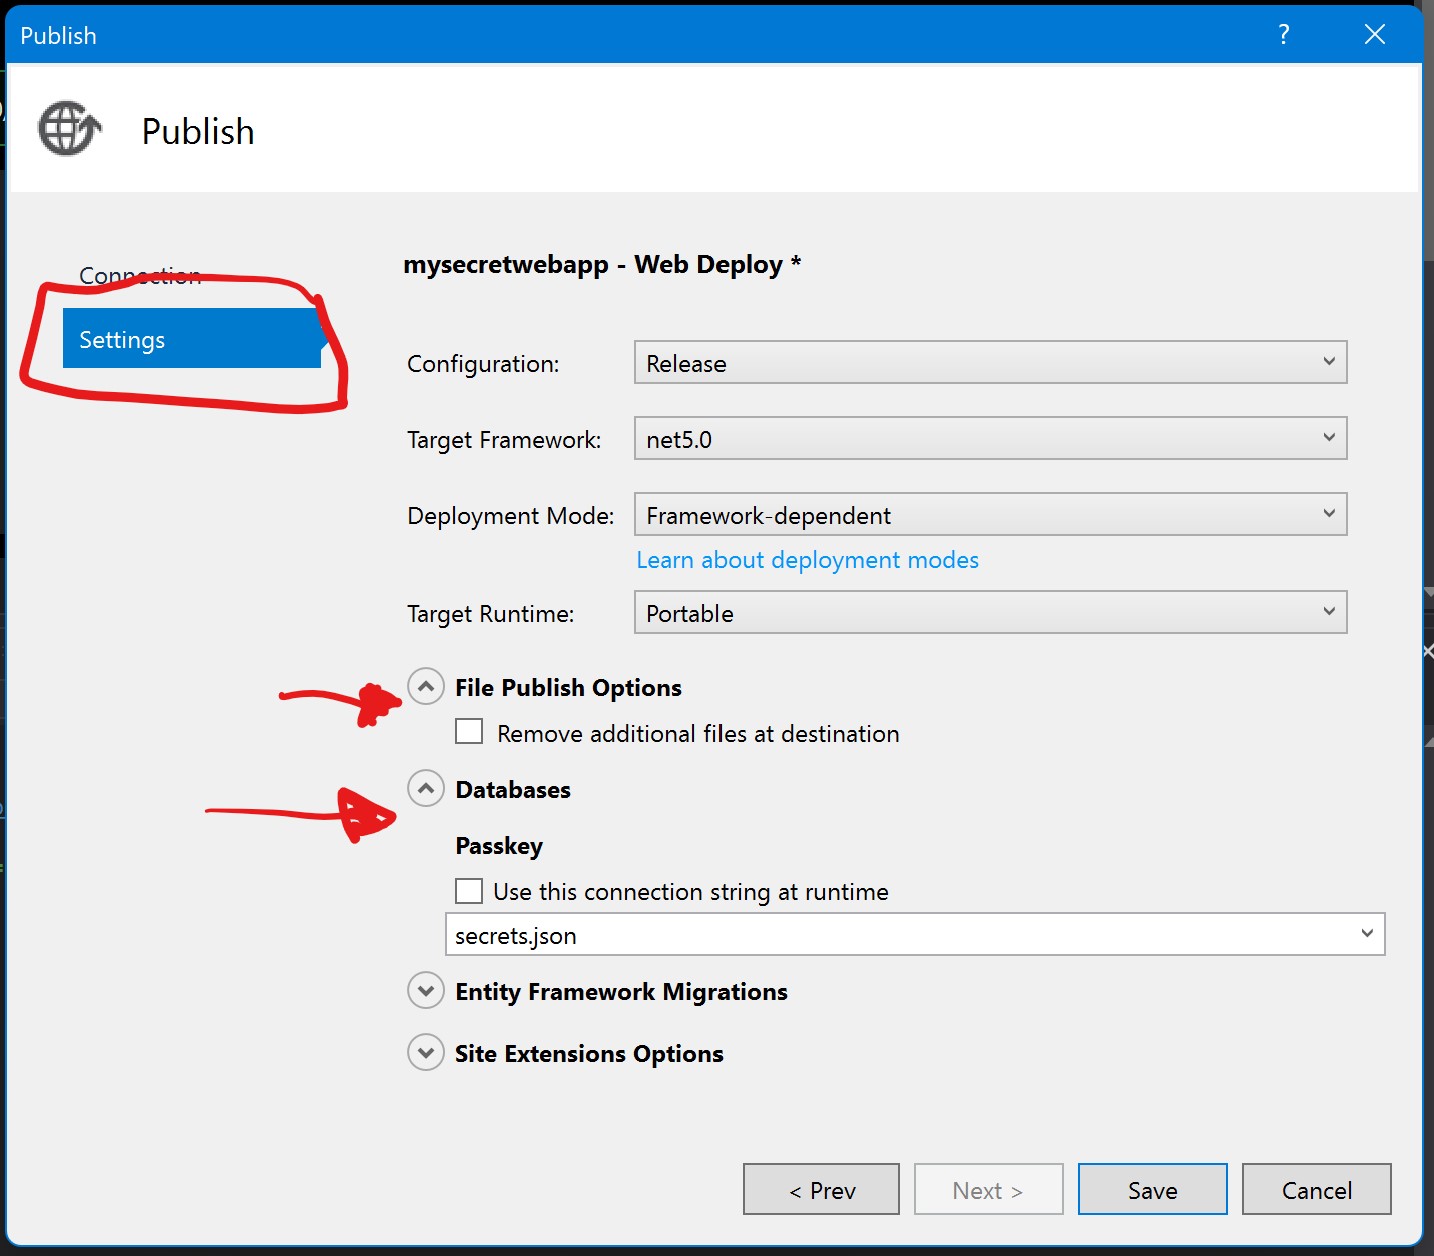 Publish
?
Publish
Connection
Settings
mysecretwebapp - Web Deploy *
Configuration: Release
Target Framework: net5.0
Deployment Mode: Framework-dependent
Learn about deployment modes
Target Runtime: Portable
File Publish Options
Remove additional files at destination
Databases
Passkey
Use this connection string at runtime
secrets.json
Entity Framework Migrations
Site Extensions Options
< Prev Next > Save Cancel